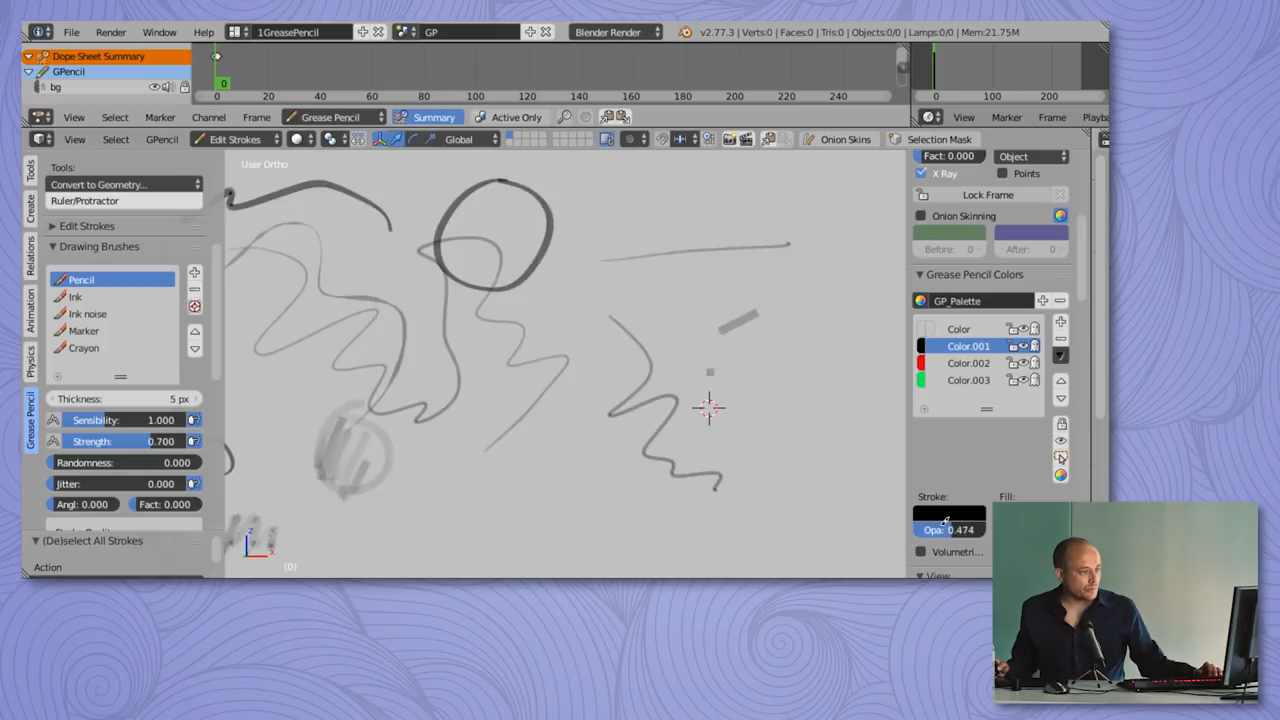 File Render Window Help 1GreasePencil GP Blender Render v2.77.3 | Verts:0 | Faces:0 | Tris:0 | Objects:0/0 | Lamps:0/0 | Mem:21.75M
Dope Sheet Summary
GPencil
bg
0
0 20 40 60 80 100 120 140 160 180 200 220 240 0 100 200
View Select Marker Channel Frame Grease Pencil Summary Active Only View Marker Frame Playba
View Select GPencil Edit Strokes Global Onion Skins Selection Mask
Tools
Create
Relations
Animation
Physics
Grease Pencil
Tools:
Convert to Geometry...
Ruler/Protractor
Edit Strokes
Drawing Brushes
Pencil
Ink
Ink noise
Marker
Crayon
Thickness: 5 px
Sensibility: 1.000
Strength: 0.700
Randomness: 0.000
Jitter: 0.000
Angl: 0.000 Fact: 0.000
(De)select All Strokes
Action
User Ortho
z
x
(0)
Fact: 0.000 Object
X Ray Points
Lock Frame
Onion Skinning
Before: 0 After: 0
Grease Pencil Colors
GP_Palette
Color
Color.001
Color.002
Color.003
Stroke: Fill:
Opa: 0.474
Volumetri...
View